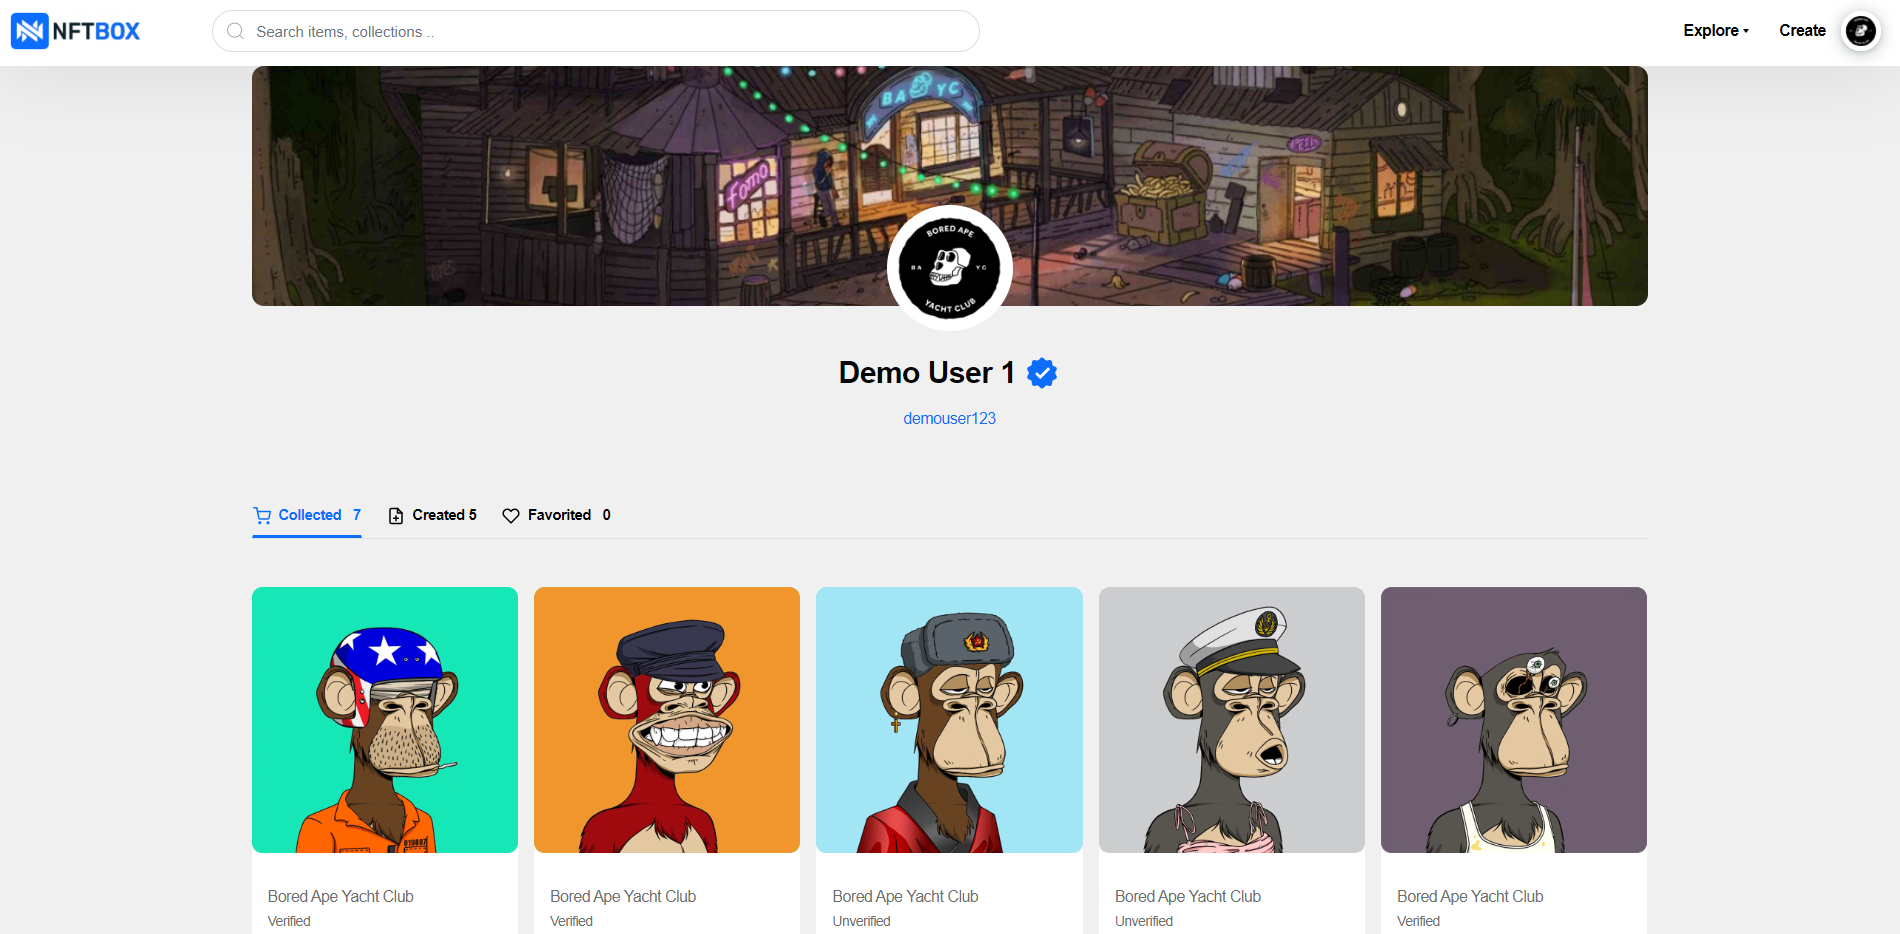 NFTBOX
Search items, collections ..
Explore
Create
BAYC
FOMO
BORED APE
BA YC
YACHT CLUB
Demo User 1
demouser123
Collected 7
Created 5
Favorited 0
Bored Ape Yacht Club
Verified
Bored Ape Yacht Club
Verified
Bored Ape Yacht Club
Unverified
Bored Ape Yacht Club
Unverified
Bored Ape Yacht Club
Verified